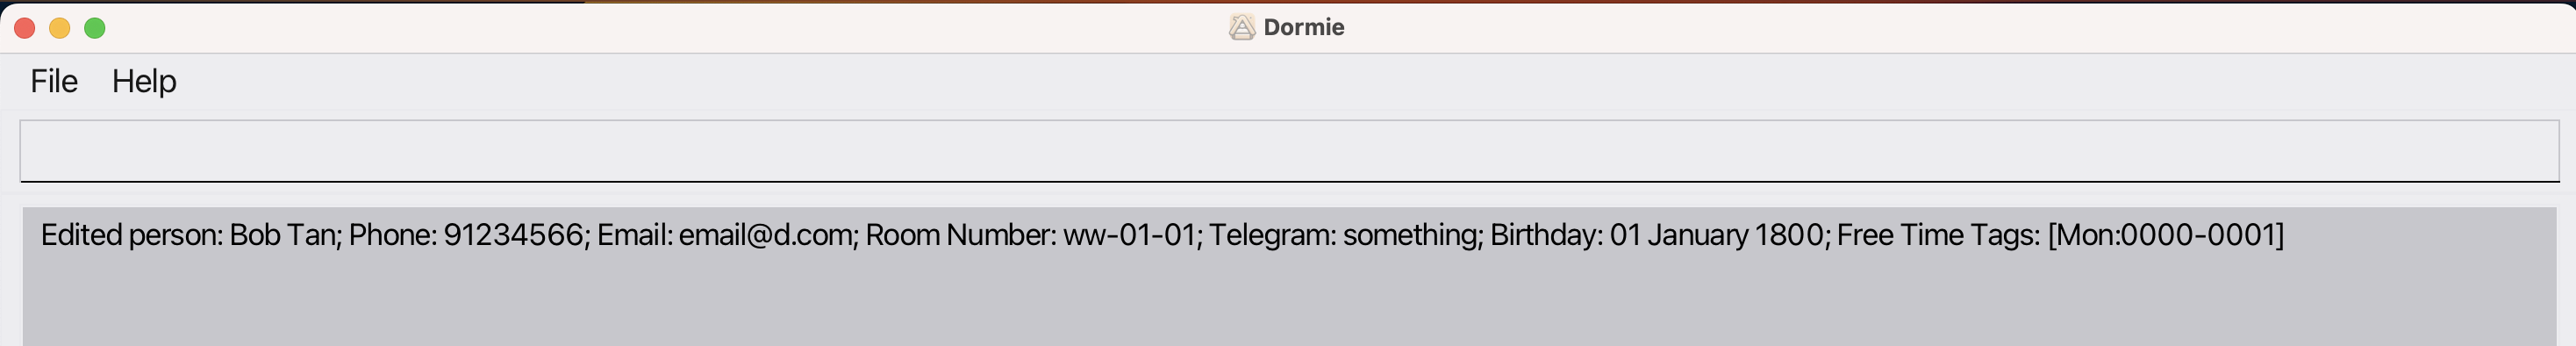 Dormie
File Help
Edited person: Bob Tan; Phone: 91234566; Email: email@d.com; Room Number: ww-01-01; Telegram: something; Birthday: 01 January 1800; Free Time Tags: [Mon:0000-0001]